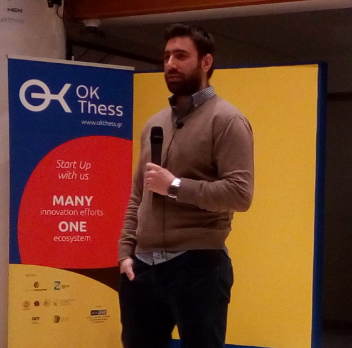 OK
Thess
www.okthess.gr
Start Up
with us
MANY
innovation efforts
ONE
ecosystem